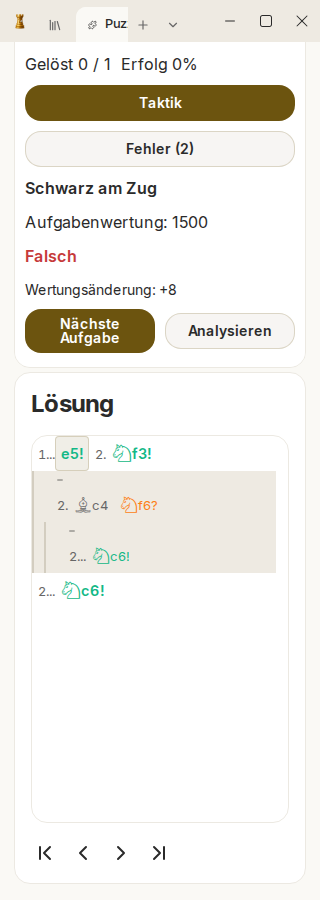 Puz
Gelöst 0 / 1 Erfolg 0%
Taktik
Fehler (2)
Schwarz am Zug
Aufgabenwertung: 1500
Falsch
Wertungsänderung: +8
Nächste
Aufgabe
Analysieren
Lösung
1... e5! 2. ♘f3!
–
2. ♗c4 ♘f6?
–
2... ♘c6!
2... ♘c6!